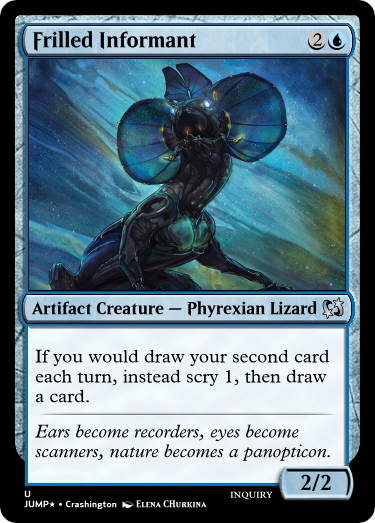 Frilled Informant 2
Artifact Creature — Phyrexian Lizard
If you would draw your second card
each turn, instead scry 1, then draw
a card.
Ears become recorders, eyes become
scanners, nature becomes a panopticon.
2/2
U INQUIRY
JUMP★ • Crashington Elena CHurkina